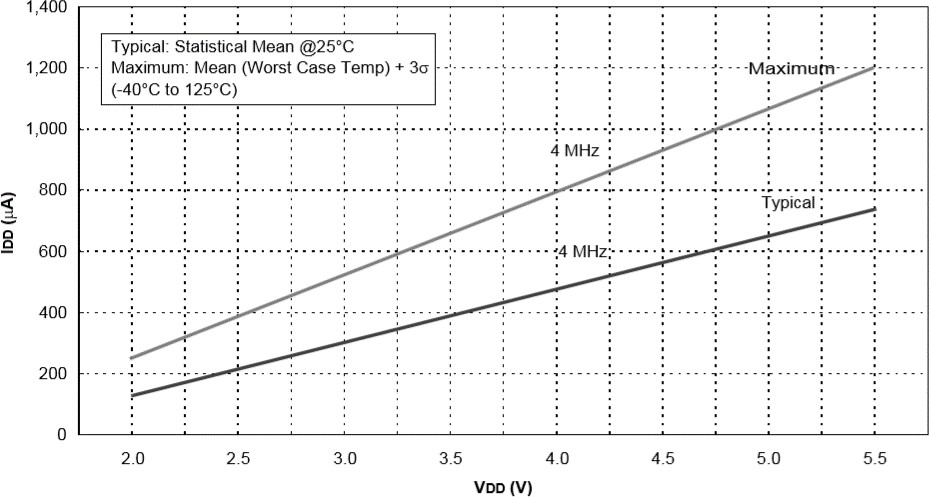 1,400
1,200
1,000
800
600
400
200
0
IDD (μA)
Typical: Statistical Mean @25°C
Maximum: Mean (Worst Case Temp) + 3σ
(-40°C to 125°C)
Maximum
4 MHz
Typical
4 MHz
2.0 2.5 3.0 3.5 4.0 4.5 5.0 5.5
VDD (V)